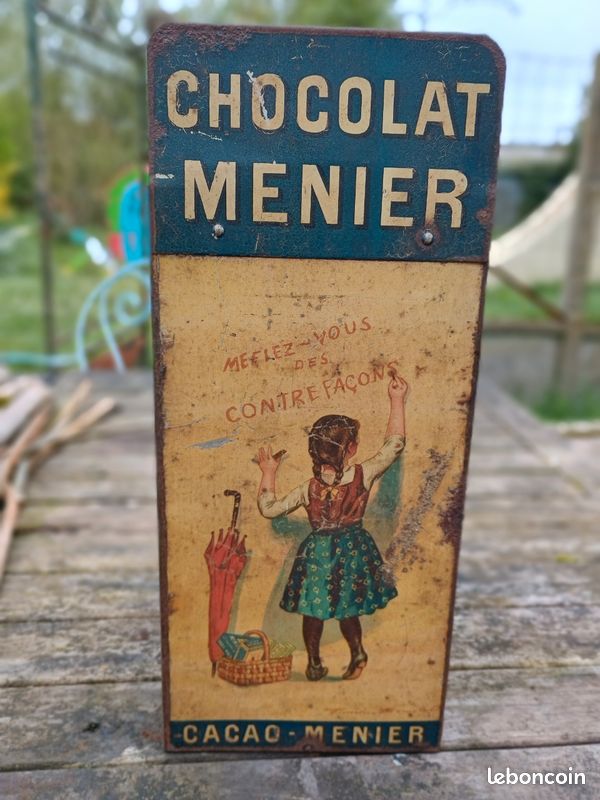 CHOCOLAT
MENIER
MEFIEZ-VOUS
DES
CONTREFAÇONS
CACAO-MENIER
leboncoin